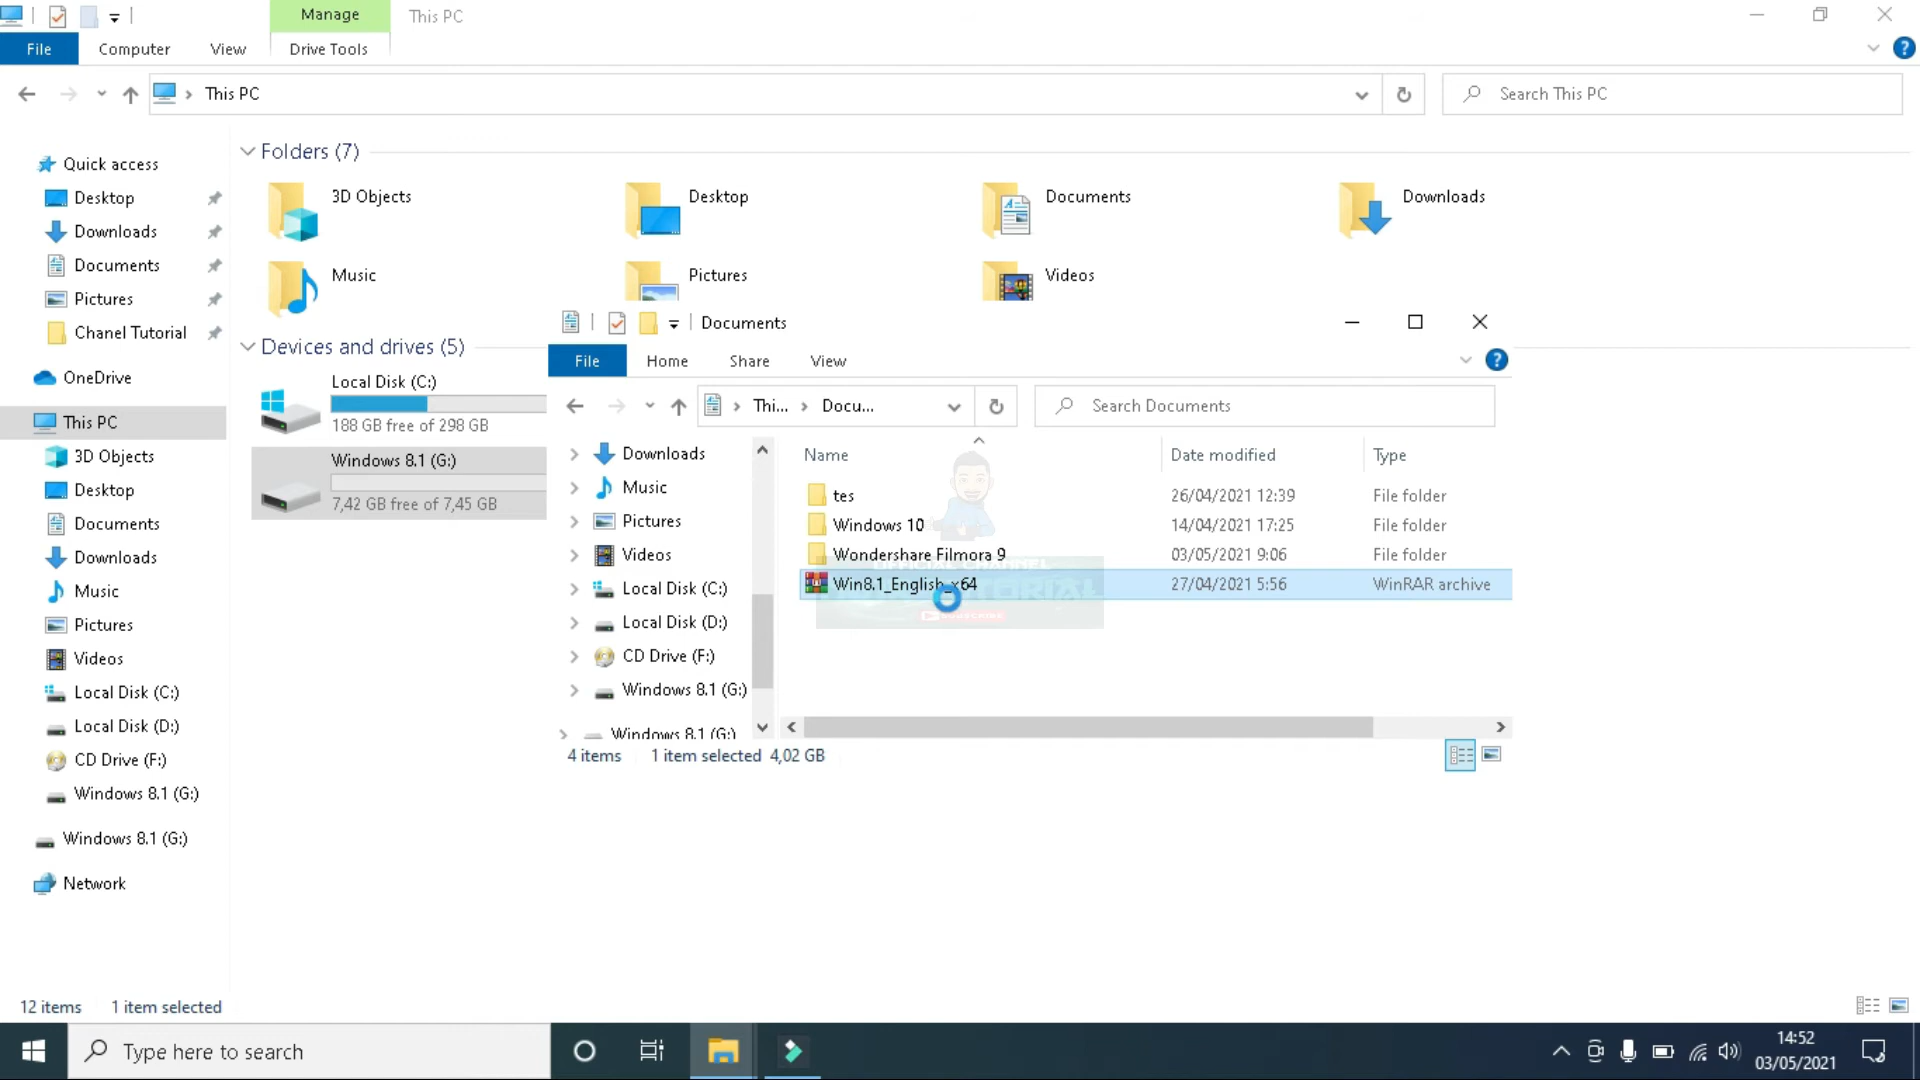 Manage
This PC
File
Computer
View
Drive Tools
This PC
Search This PC
Quick access
Desktop
Downloads
Documents
Pictures
Chanel Tutorial
OneDrive
This PC
3D Objects
Desktop
Documents
Downloads
Music
Pictures
Videos
Local Disk (C:)
Local Disk (D:)
CD Drive (F:)
Windows 8.1 (G:)
Windows 8.1 (G:)
Network
Folders (7)
3D Objects
Desktop
Documents
Downloads
Music
Pictures
Videos
Devices and drives (5)
Local Disk (C:)
188 GB free of 298 GB
Windows 8.1 (G:)
7,42 GB free of 7,45 GB
Documents
File
Home
Share
View
Thi...
Docu...
Search Documents
Downloads
Music
Pictures
Videos
Local Disk (C:)
Local Disk (D:)
CD Drive (F:)
Windows 8.1 (G:)
Windows 8.1 (G:)
Name
Date modified
Type
tes
26/04/2021 12:39
File folder
Windows 10
14/04/2021 17:25
File folder
Wondershare Filmora 9
03/05/2021 9:06
File folder
OFFICIAL CHANNEL
Win8.1_English_x64
27/04/2021 5:56
WinRAR archive
SUBSCRIBE
4 items
1 item selected 4,02 GB
12 items
1 item selected
Type here to search
14:52
03/05/2021